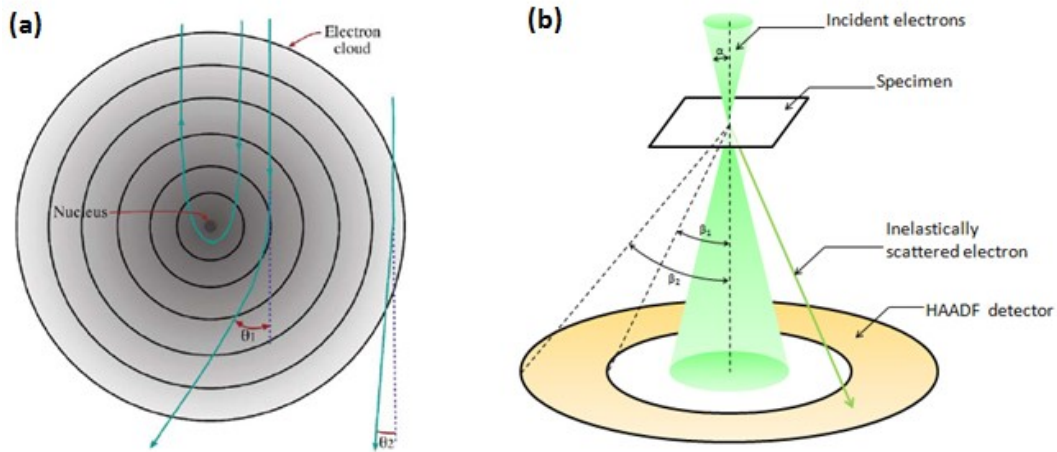 (a)
Electron
cloud
Nucleus
θ1
θ2
(b)
Incident electrons
α
Specimen
β1
β2
Inelastically
scattered electron
HAADF detector